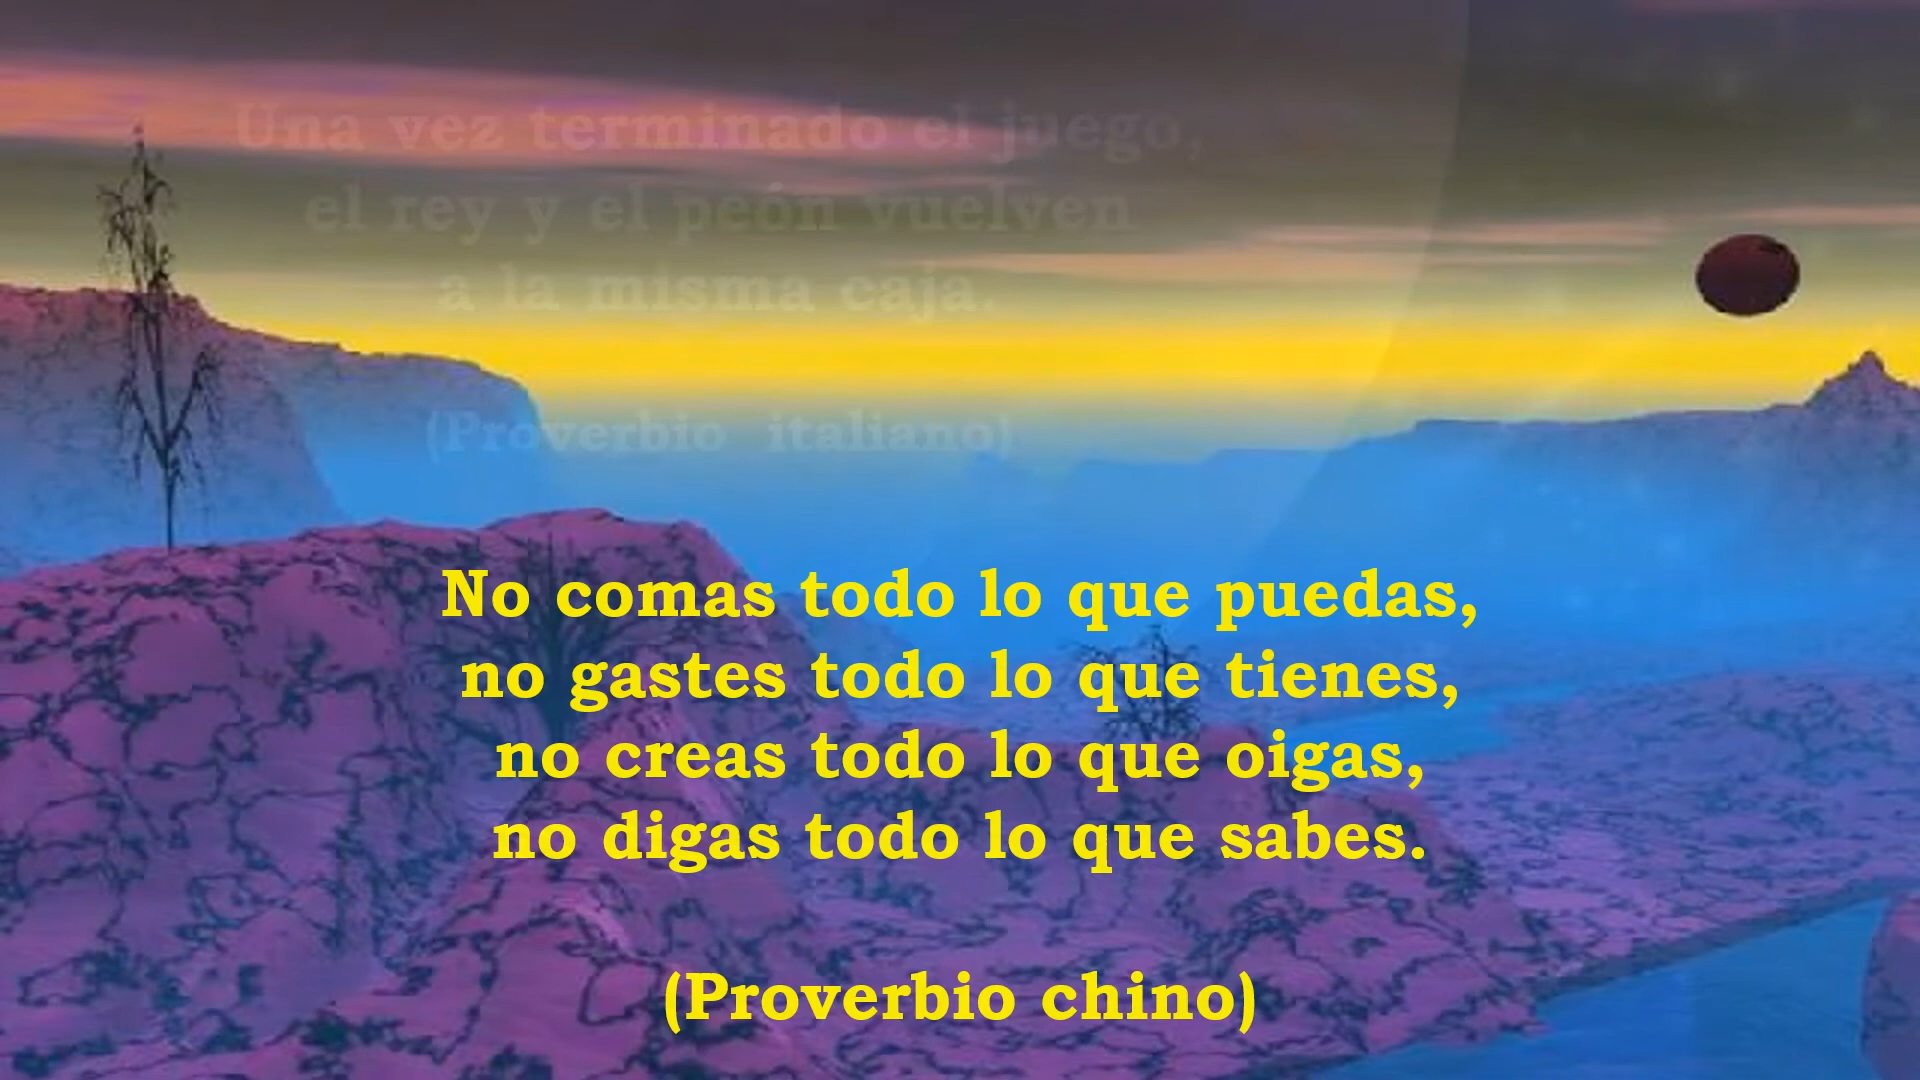 Una vez terminado el juego,
el rey y el peón vuelven
a la misma caja.
(Proverbio italiano)
No comas todo lo que puedas,
no gastes todo lo que tienes,
no creas todo lo que oigas,
no digas todo lo que sabes.
(Proverbio chino)